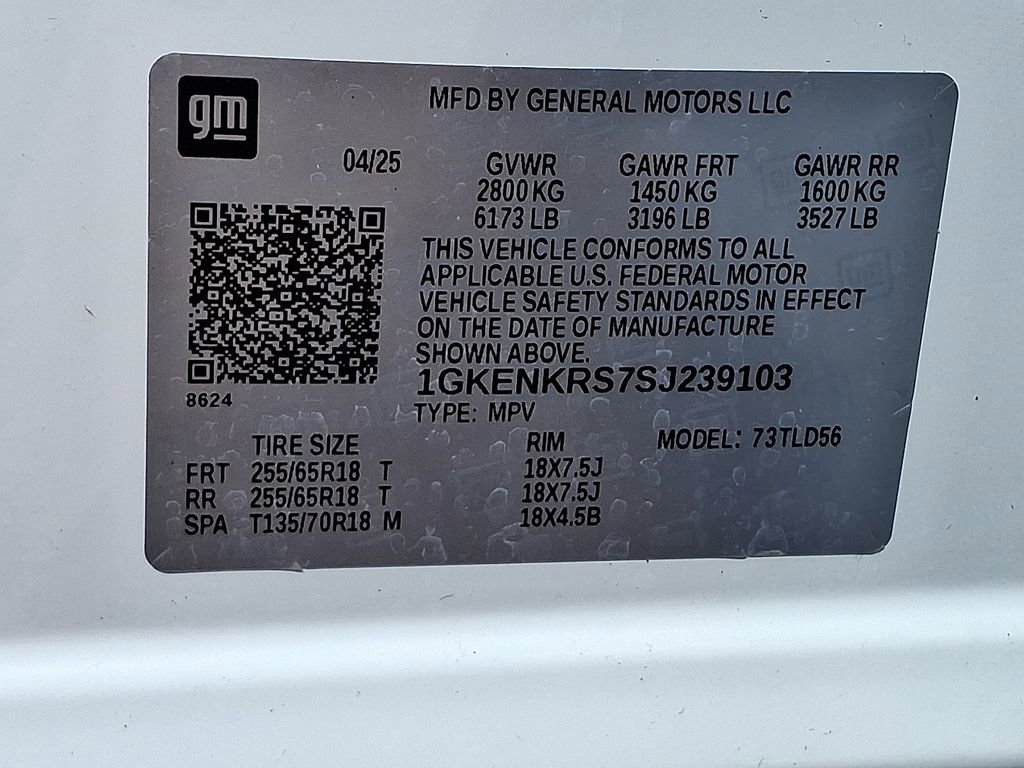 gm
MFD BY GENERAL MOTORS LLC
04/25 GVWR GAWR FRT GAWR RR
2800 KG 1450 KG 1600 KG
6173 LB 3196 LB 3527 LB
THIS VEHICLE CONFORMS TO ALL
APPLICABLE U.S. FEDERAL MOTOR
VEHICLE SAFETY STANDARDS IN EFFECT
ON THE DATE OF MANUFACTURE
SHOWN ABOVE.
1GKENKRS7SJ239103
8624
TYPE: MPV
TIRE SIZE RIM MODEL: 73TLD56
FRT 255/65R18 T 18X7.5J
RR 255/65R18 T 18X7.5J
SPA T135/70R18 M 18X4.5B